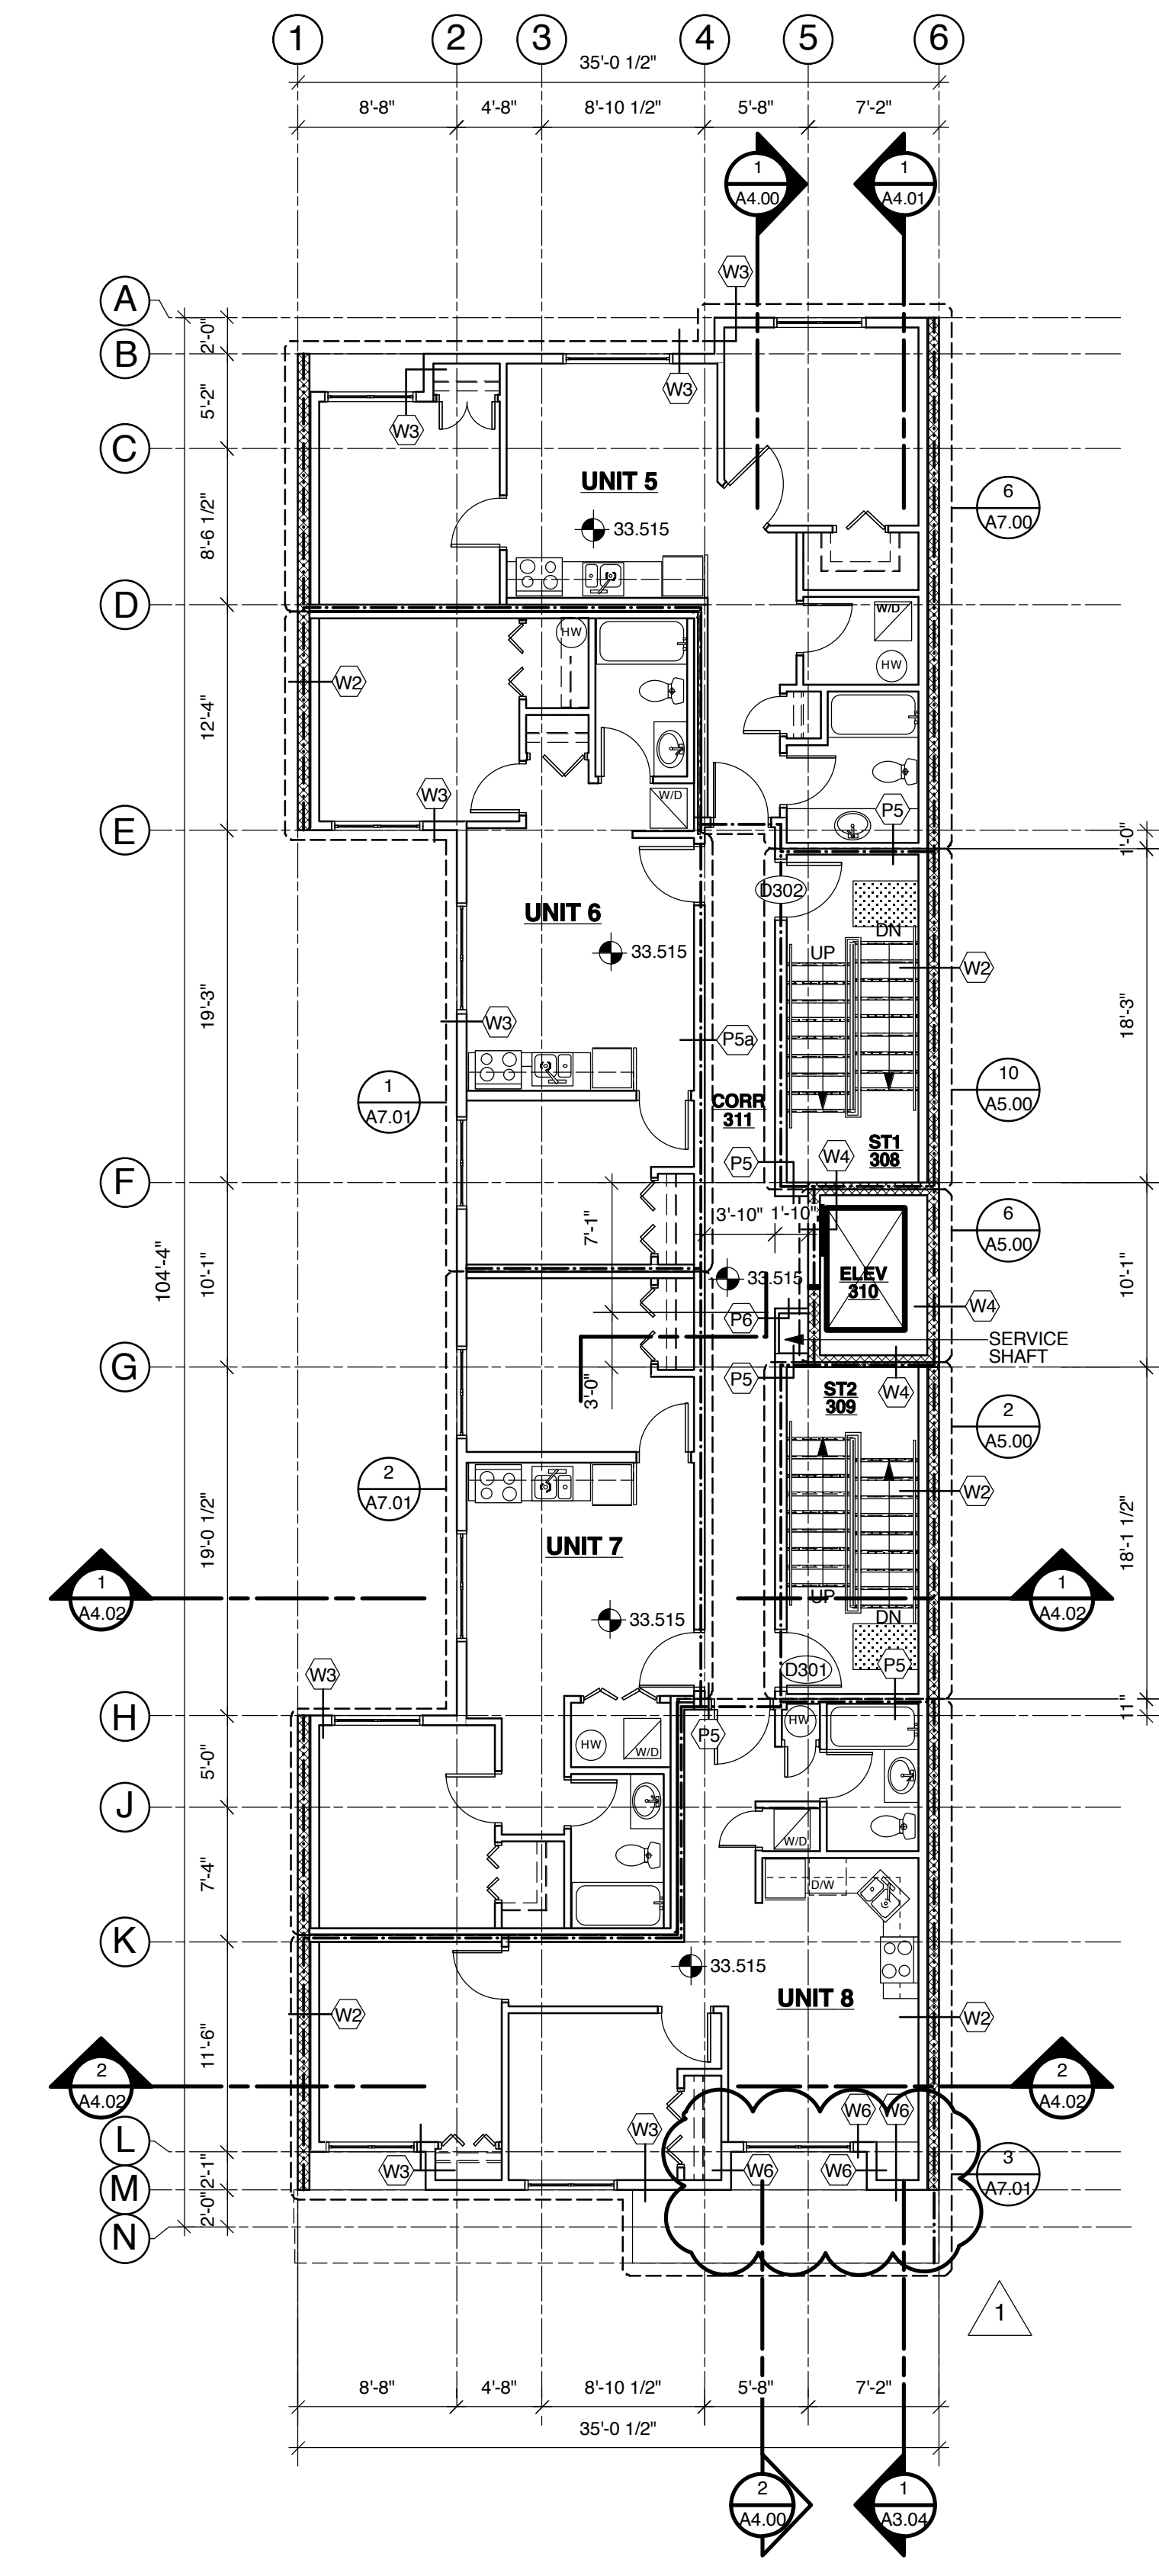 1 2 3 4 5 6
35'-0 1/2"
8'-8" 4'-8" 8'-10 1/2" 5'-8" 7'-2"
1
A4.00
1
A4.01
W3
A
2'-0"
B
W3
5'-2"
W3
C
UNIT 5
6
A7.00
8'-6 1/2"
33.515
D
HW
W/D
HW
W2
12'-4"
W3
W/D
P5
E
1'-0"
D302
UNIT 6
DN
UP
33.515
W2
19'-3"
W3
18'-3"
P5a
1
A7.01
10
A5.00
CORR
311
ST1
308
P5
W4
F
7'-1"
3'-10" 1'-10"
6
A5.00
104'-4"
10'-1"
33.515
ELEV
310
10'-1"
W4
P6
SERVICE
SHAFT
G
3'-0"
P5
ST2
309
W4
2
A5.00
2
A7.01
W2
19'-0 1/2"
UNIT 7
18'-1 1/2"
1
A4.02
UP
1
A4.02
DN
33.515
W3
D301
P5
H
11"
HW
W/D
P5
HW
5'-0"
J
W/D
7'-4"
D/W
K
33.515
UNIT 8
W2
W2
11'-6"
2
A4.02
2
A4.02
W6 W6
L
W3
2'-1"
W3
W6
W6
3
A7.01
M
2'-0"
N
1
8'-8" 4'-8" 8'-10 1/2" 5'-8" 7'-2"
35'-0 1/2"
2
A4.00
1
A3.04